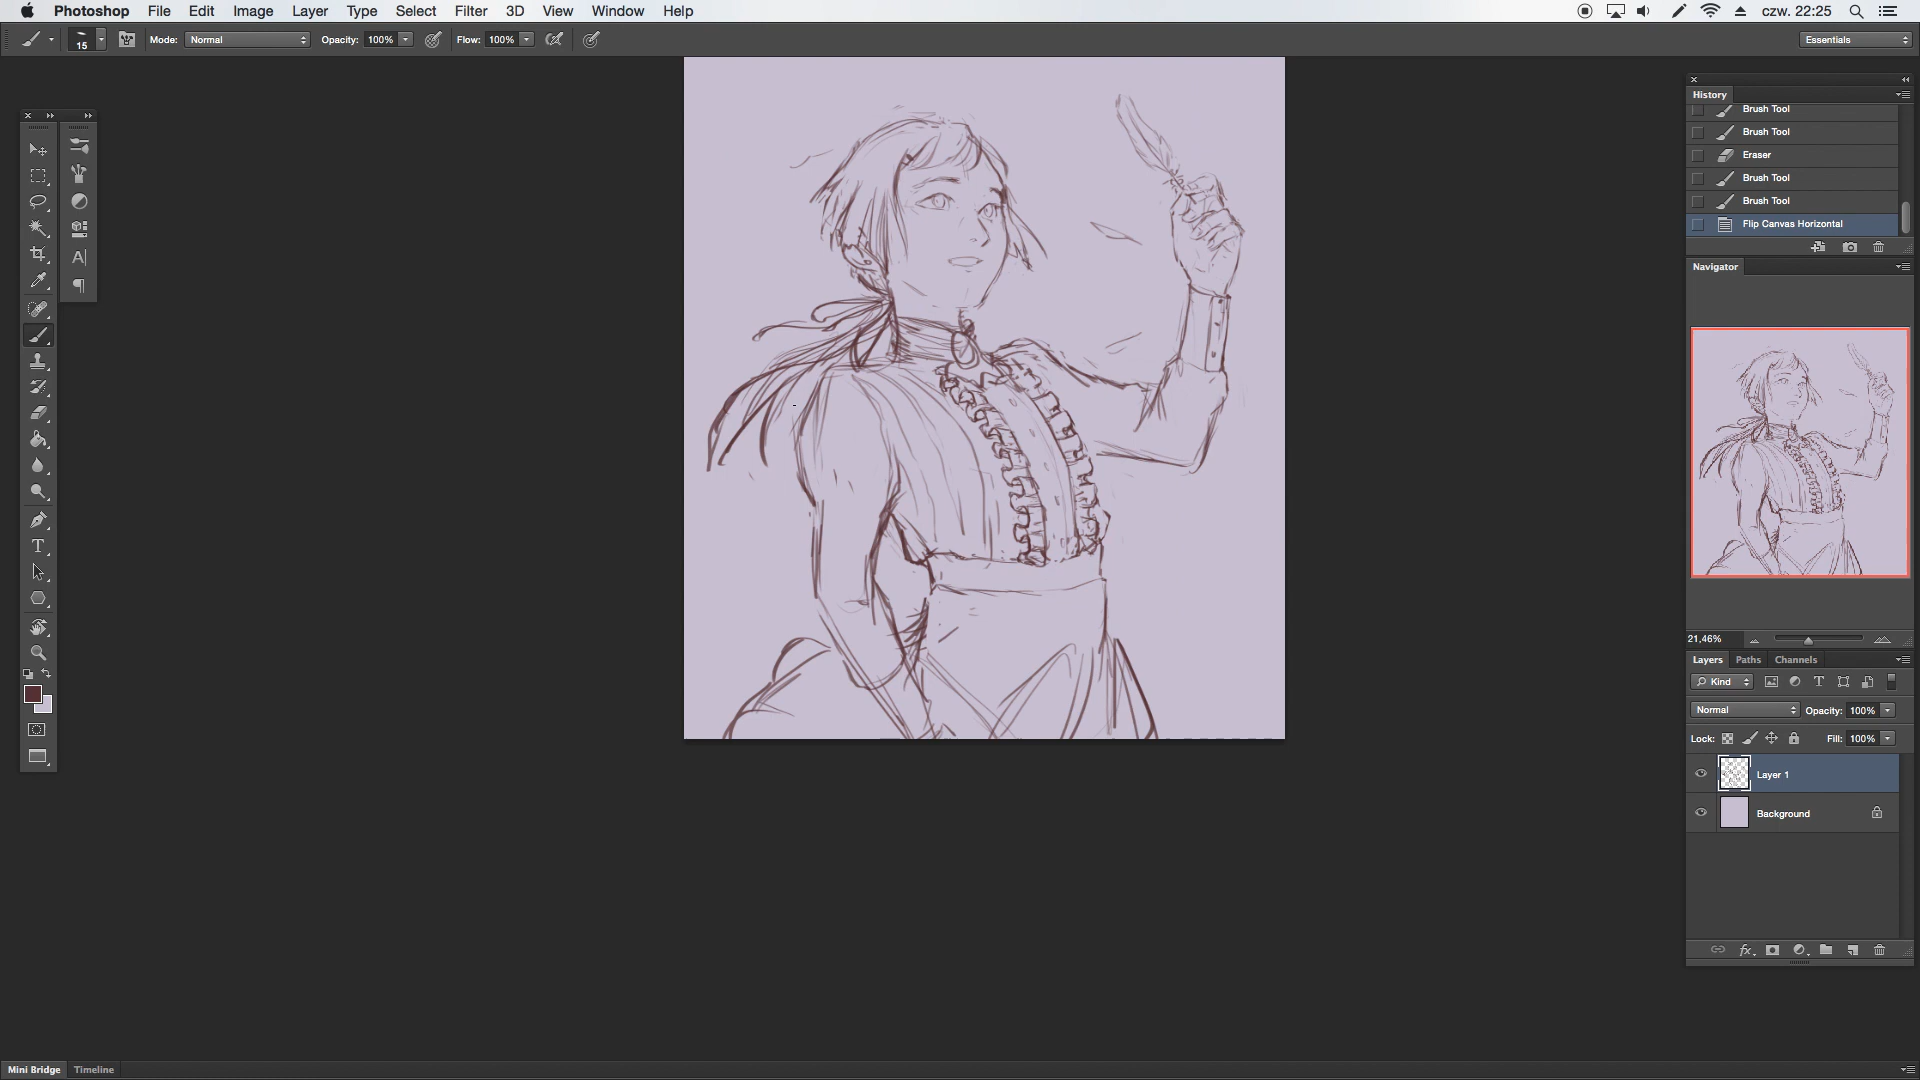 Photoshop File Edit Image Layer Type Select Filter 3D View Window Help czw. 22:25
15 Mode: Normal Opacity: 100% Flow: 100% Essentials
History
Brush Tool
Brush Tool
Eraser
Brush Tool
Brush Tool
Flip Canvas Horizontal
Navigator
21,46%
Layers Paths Channels
Kind
Normal Opacity: 100%
Lock: Fill: 100%
Layer 1
Background
Mini Bridge Timeline